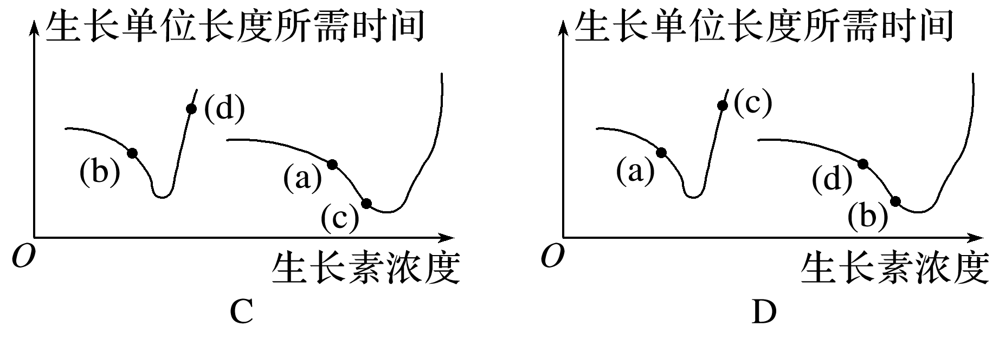 生长单位长度所需时间
(d)
(b)
(a)
(c)
O
生长素浓度
C
生长单位长度所需时间
(c)
(a)
(d)
(b)
O
生长素浓度
D